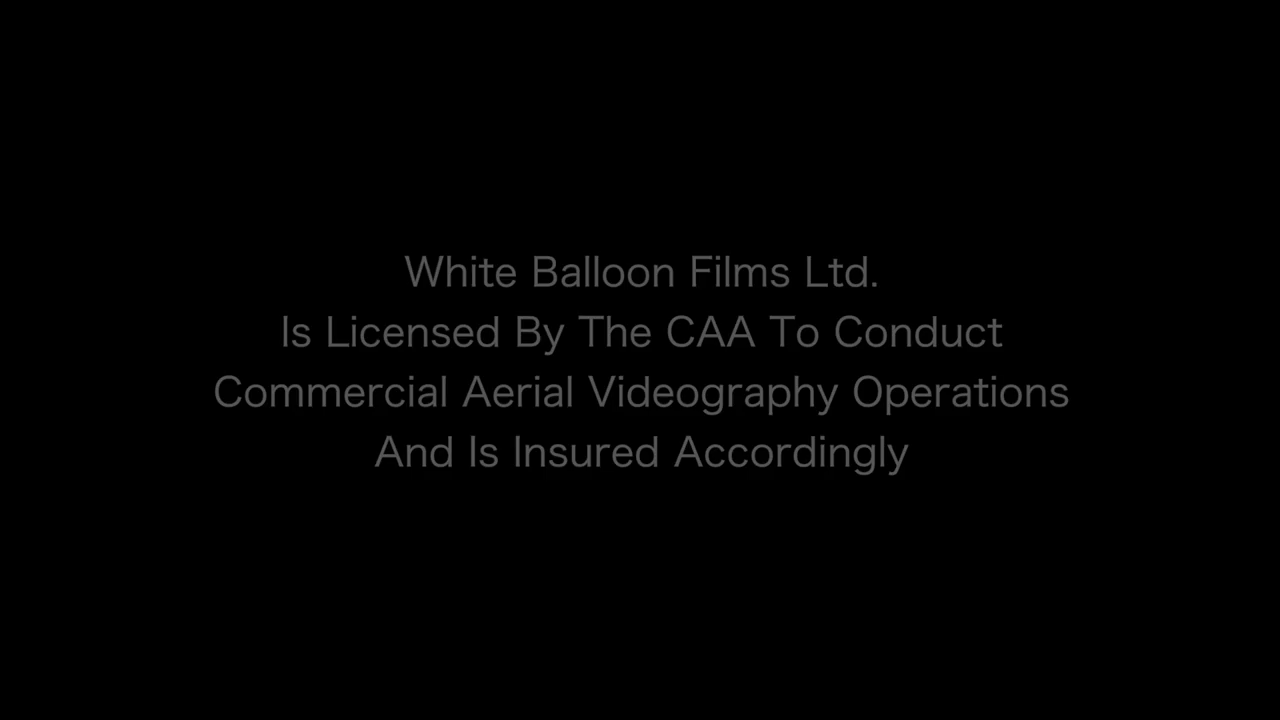 White Balloon Films Ltd.
Is Licensed By The CAA To Conduct
Commercial Aerial Videography Operations
And Is Insured Accordingly